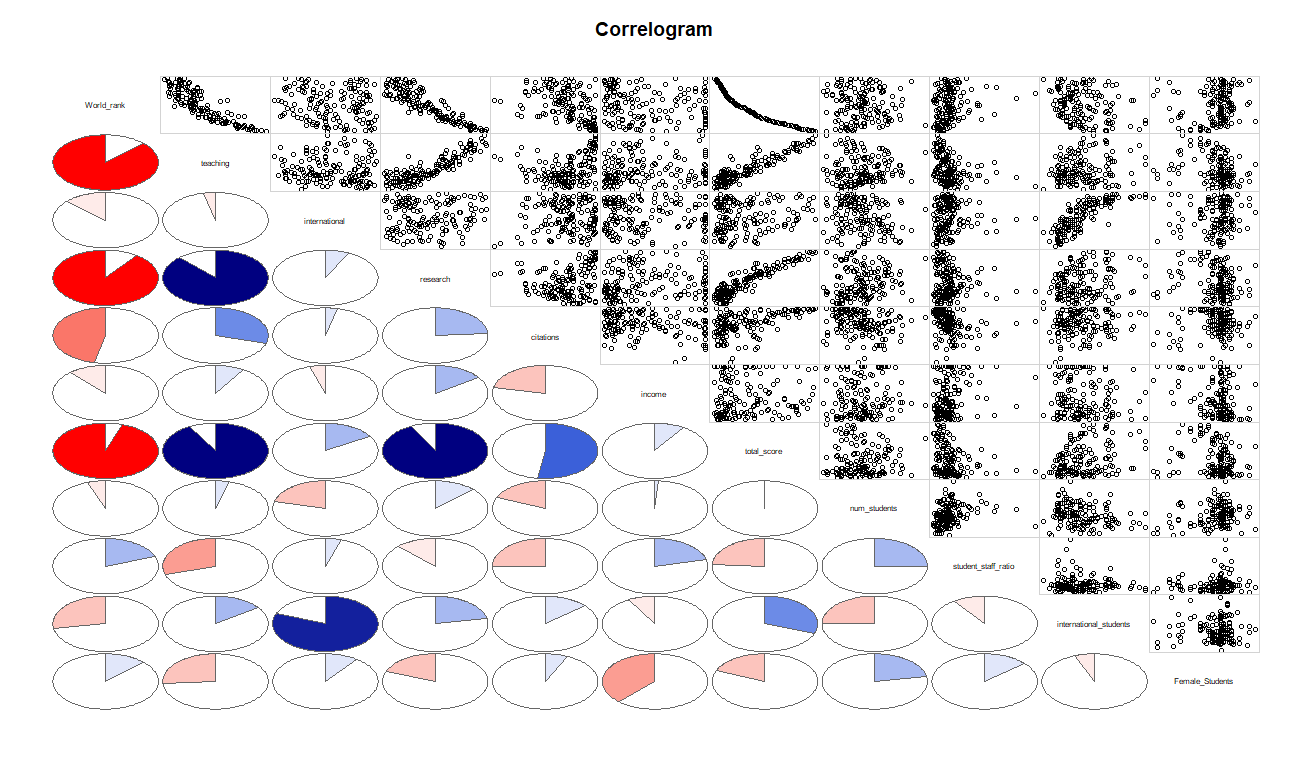 Correlogram
World_rank
teaching
international
research
citations
income
total_score
num_students
student_staff_ratio
international_students
Female_Students